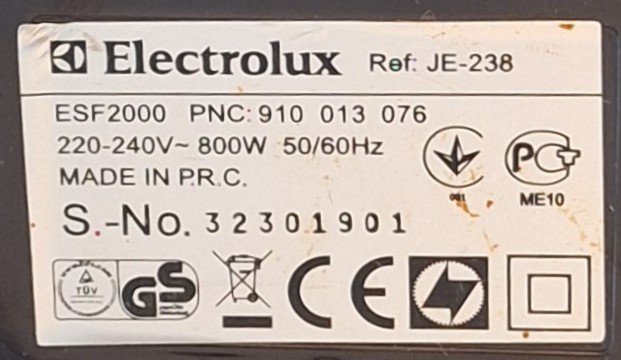 Electrolux Ref: JE-238
ESF2000 PNC: 910 013 076
220-240V~ 800W 50/60Hz
MADE IN P.R.C.
S.-No. 32301901
PCT
ME10
TÜV GS CE